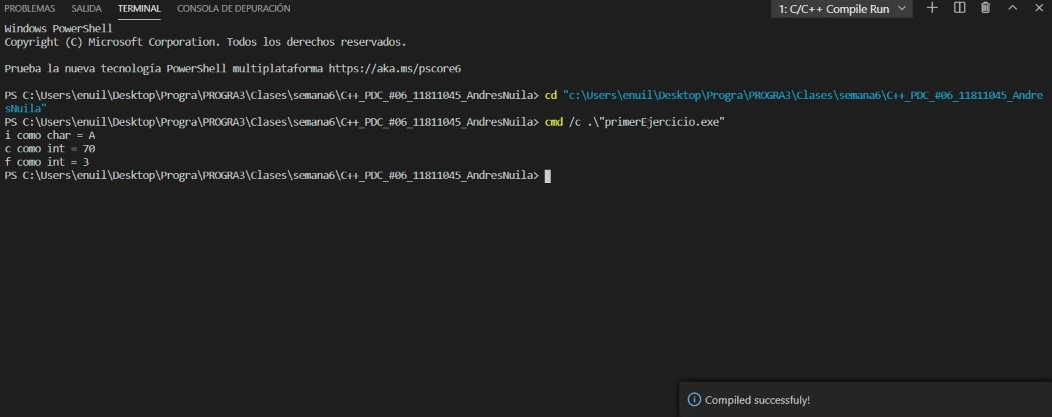 PROBLEMAS SALIDA TERMINAL CONSOLA DE DEPURACIÓN 1: C/C++ Compile Run
Windows PowerShell
Copyright (C) Microsoft Corporation. Todos los derechos reservados.
Prueba la nueva tecnología PowerShell multiplataforma https://aka.ms/pscore6
PS C:\Users\enuil\Desktop\Progra\PROGRA3\Clases\semana6\C++_PDC_#06_11811045_AndresNuila> cd "c:\Users\enuil\Desktop\Progra\PROGRA3\Clases\semana6\C++_PDC_#06_11811045_Andre
sNuila"
PS C:\Users\enuil\Desktop\Progra\PROGRA3\Clases\semana6\C++_PDC_#06_11811045_AndresNuila> cmd /c .\"primerEjercicio.exe"
i como char = A
c como int = 70
f como int = 3
PS C:\Users\enuil\Desktop\Progra\PROGRA3\Clases\semana6\C++_PDC_#06_11811045_AndresNuila>
Compiled successfuly!